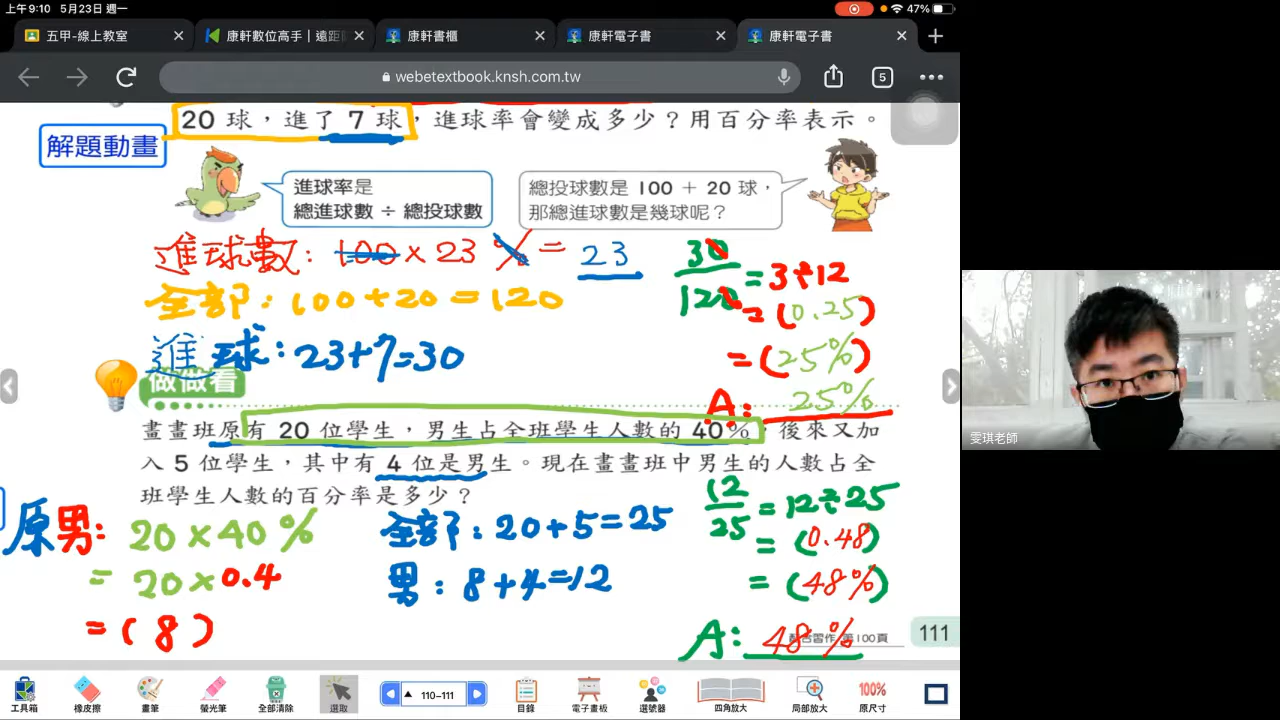 上午9:10 5月23日 週一
47%
五甲-線上教室
康軒數位高手｜遠距
康軒書櫃
康軒電子書
康軒電子書
webetextbook.knsh.com.tw
5
20 球，進了 7 球，進球率會變成多少？用百分率表示。
解題動畫
進球率是
總進球數 ÷ 總投球數
總投球數是 100 + 20 球，
那總進球數是幾球呢？
進球數：100 × 23 % = 23
全部：100+20=120
進球：23+7=30
30/120 = 3÷12
= (0.25)
= (25%)
A: 25%
做做看
畫畫班原有 20 位學生，男生占全班學生人數的 40%，後來又加
入 5 位學生，其中有 4 位是男生。現在畫畫班中男生的人數占全
班學生人數的百分率是多少？
原男：20 × 40 %
= 20 × 0.4
= ( 8 )
全部：20+5=25
男：8+4=12
12/25 = 12÷25
= (0.48)
= (48%)
A: 48%
配合習作 第100頁
111
雯琪老師
工具箱
橡皮擦
畫筆
螢光筆
全部清除
選取
110-111
目錄
電子畫板
選號器
四角放大
局部放大
100%
原尺寸